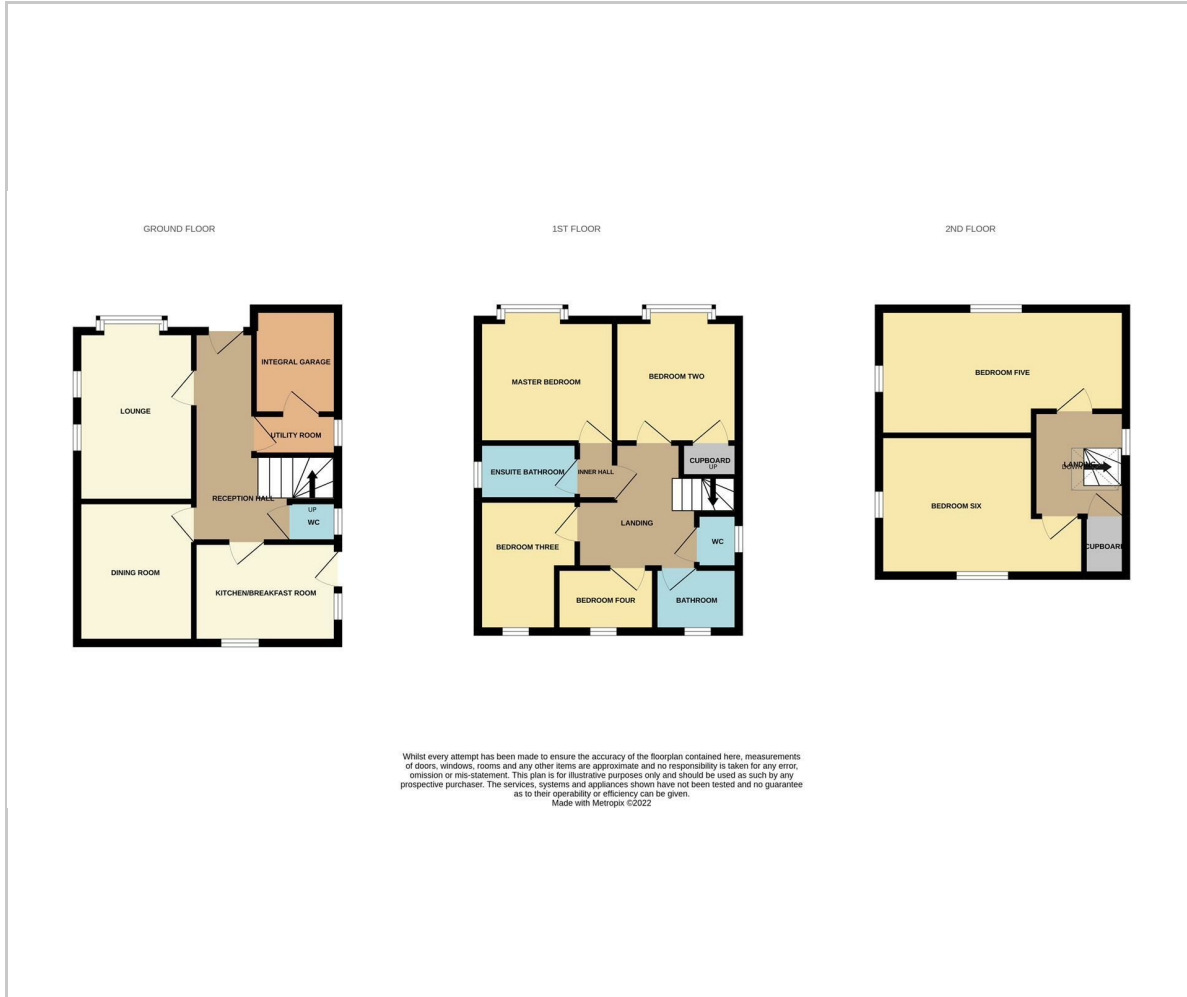 GROUND FLOOR
INTEGRAL GARAGE
LOUNGE
UTILITY ROOM
RECEPTION HALL
UP
WC
DINING ROOM
KITCHEN/BREAKFAST ROOM
1ST FLOOR
MASTER BEDROOM
BEDROOM TWO
ENSUITE BATHROOM
INNER HALL
CUPBOARD
UP
LANDING
WC
BEDROOM THREE
BEDROOM FOUR
BATHROOM
2ND FLOOR
BEDROOM FIVE
LANDING
BEDROOM SIX
CUPBOARD
Whilst every attempt has been made to ensure the accuracy of the floorplan contained here, measurements
of doors, windows, rooms and any other items are approximate and no responsibility is taken for any error,
omission or mis-statement. This plan is for illustrative purposes only and should be used as such by any
prospective purchaser. The services, systems and appliances shown have not been tested and no guarantee
as to their operability or efficiency can be given.
Made with Metropix ©2022